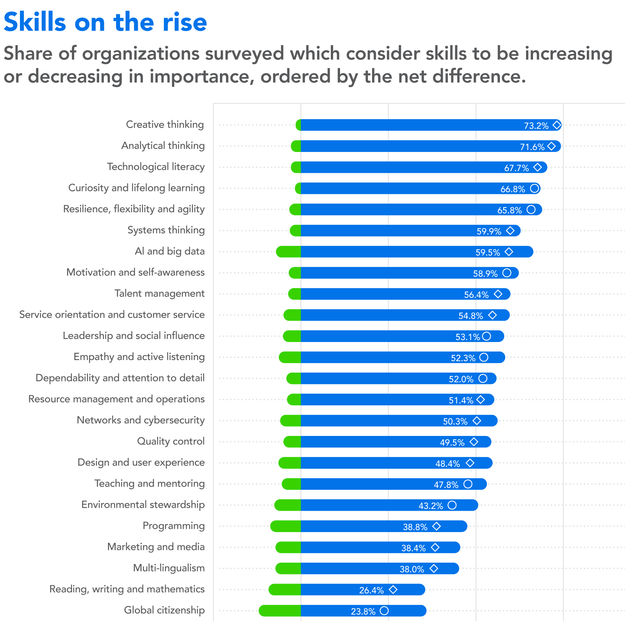 Skills on the rise
Share of organizations surveyed which consider skills to be increasing
or decreasing in importance, ordered by the net difference.
Creative thinking 73.2%
Analytical thinking 71.6%
Technological literacy 67.7%
Curiosity and lifelong learning 66.8%
Resilience, flexibility and agility 65.8%
Systems thinking 59.9%
AI and big data 59.5%
Motivation and self-awareness 58.9%
Talent management 56.4%
Service orientation and customer service 54.8%
Leadership and social influence 53.1%
Empathy and active listening 52.3%
Dependability and attention to detail 52.0%
Resource management and operations 51.4%
Networks and cybersecurity 50.3%
Quality control 49.5%
Design and user experience 48.4%
Teaching and mentoring 47.8%
Environmental stewardship 43.2%
Programming 38.8%
Marketing and media 38.4%
Multi-lingualism 38.0%
Reading, writing and mathematics 26.4%
Global citizenship 23.8%